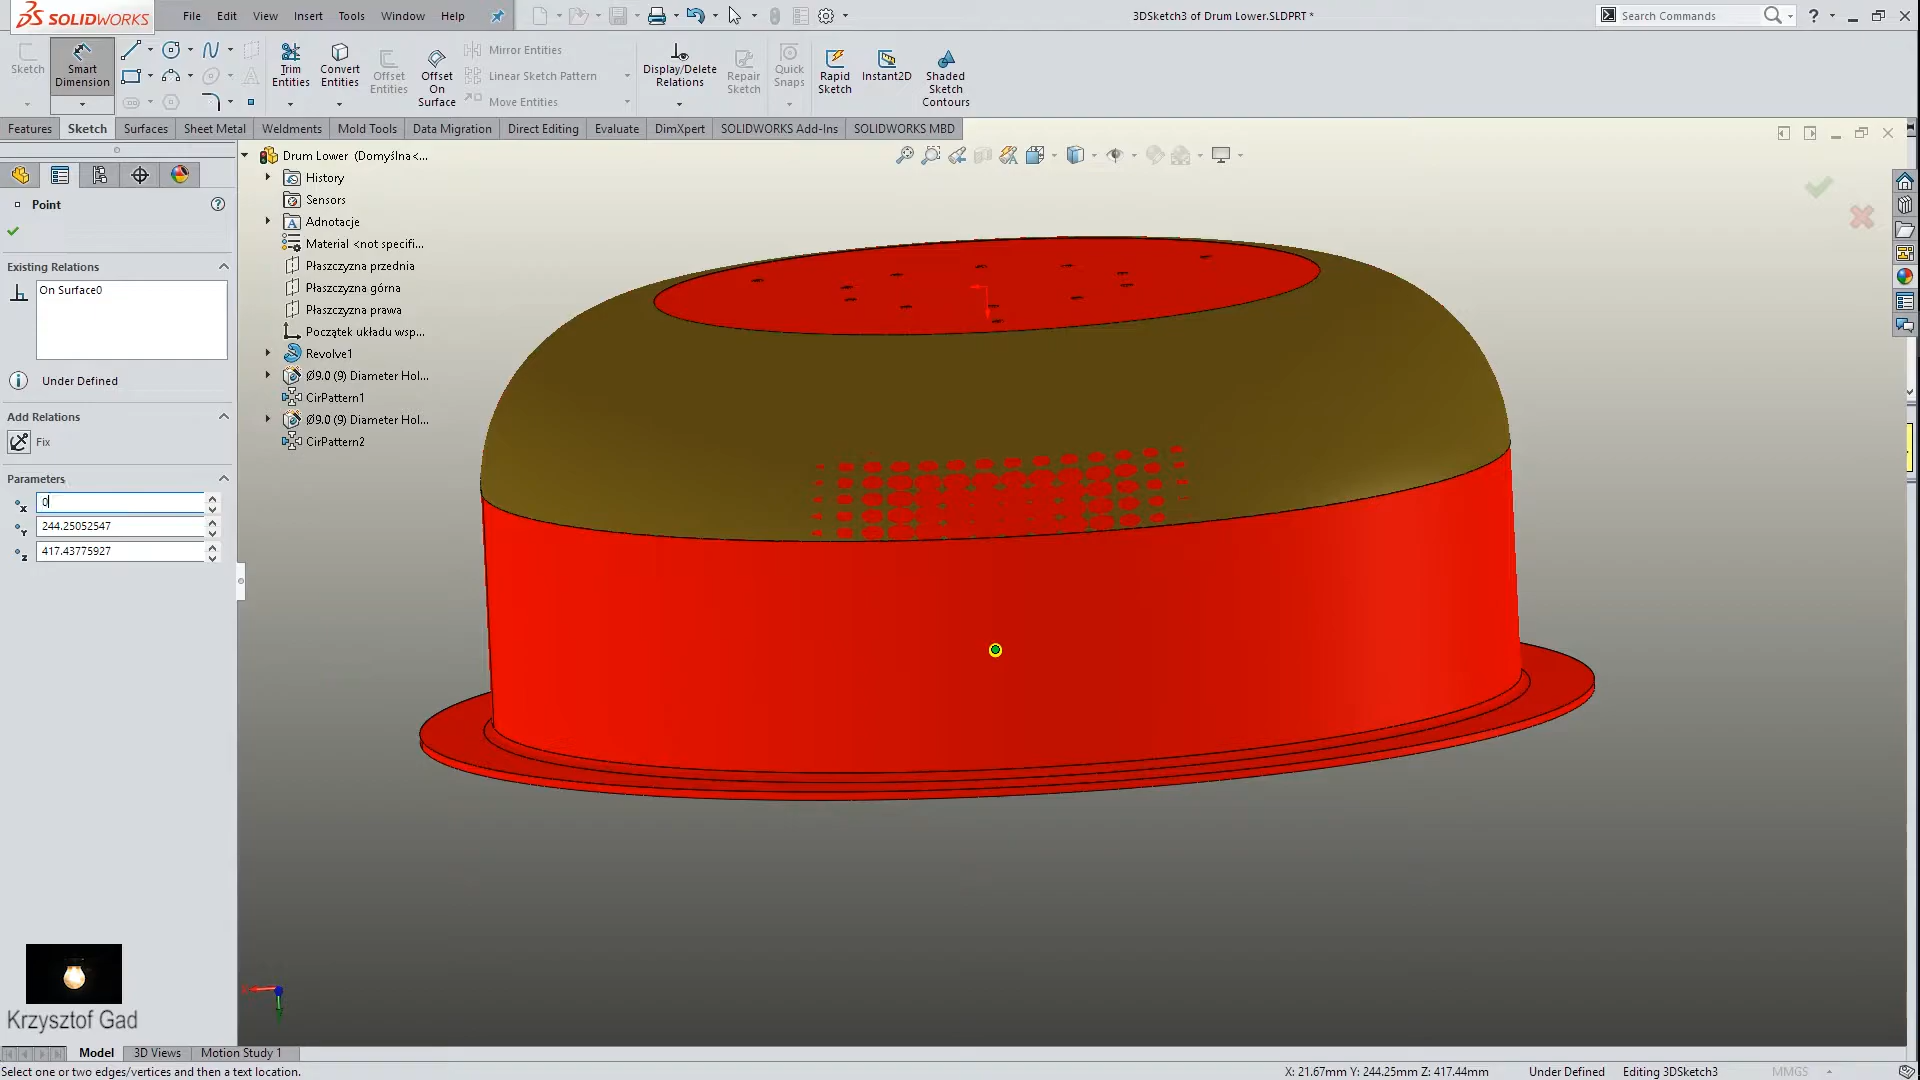 SOLIDWORKS
File Edit View Insert Tools Window Help
3DSketch3 of Drum Lower.SLDPRT *
Search Commands
Sketch
Smart Dimension
Trim Entities
Convert Entities
Offset Entities
Offset On Surface
Mirror Entities
Linear Sketch Pattern
Move Entities
Display/Delete Relations
Repair Sketch
Quick Snaps
Rapid Sketch
Instant2D
Shaded Sketch Contours
Features Sketch Surfaces Sheet Metal Weldments Mold Tools Data Migration Direct Editing Evaluate DimXpert SOLIDWORKS Add-Ins SOLIDWORKS MBD
Point
Existing Relations
On Surface0
Under Defined
Add Relations
Fix
Parameters
0
244.25052547
417.43775927
Drum Lower (Domyślna<...
History
Sensors
Adnotacje
Material <not specifi...
Płaszczyzna przednia
Płaszczyzna górna
Płaszczyzna prawa
Początek układu wsp...
Revolve1
Ø9.0 (9) Diameter Hol...
CirPattern1
Ø9.0 (9) Diameter Hol...
CirPattern2
Krzysztof Gad
Model 3D Views Motion Study 1
Select one or two edges/vertices and then a text location.
X: 21.67mm Y: 244.25mm Z: 417.44mm Under Defined Editing 3DSketch3 MMGS